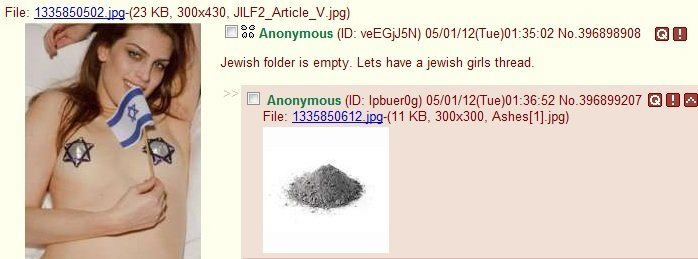 File: 1335850502.jpg-(23 KB, 300x430, JILF2_Article_V.jpg)
Anonymous (ID: veEGjJ5N) 05/01/12(Tue)01:35:02 No.396898908
Jewish folder is empty. Lets have a jewish girls thread.
>> Anonymous (ID: Ipbuer0g) 05/01/12(Tue)01:36:52 No.396899207
File: 1335850612.jpg-(11 KB, 300x300, Ashes[1].jpg)